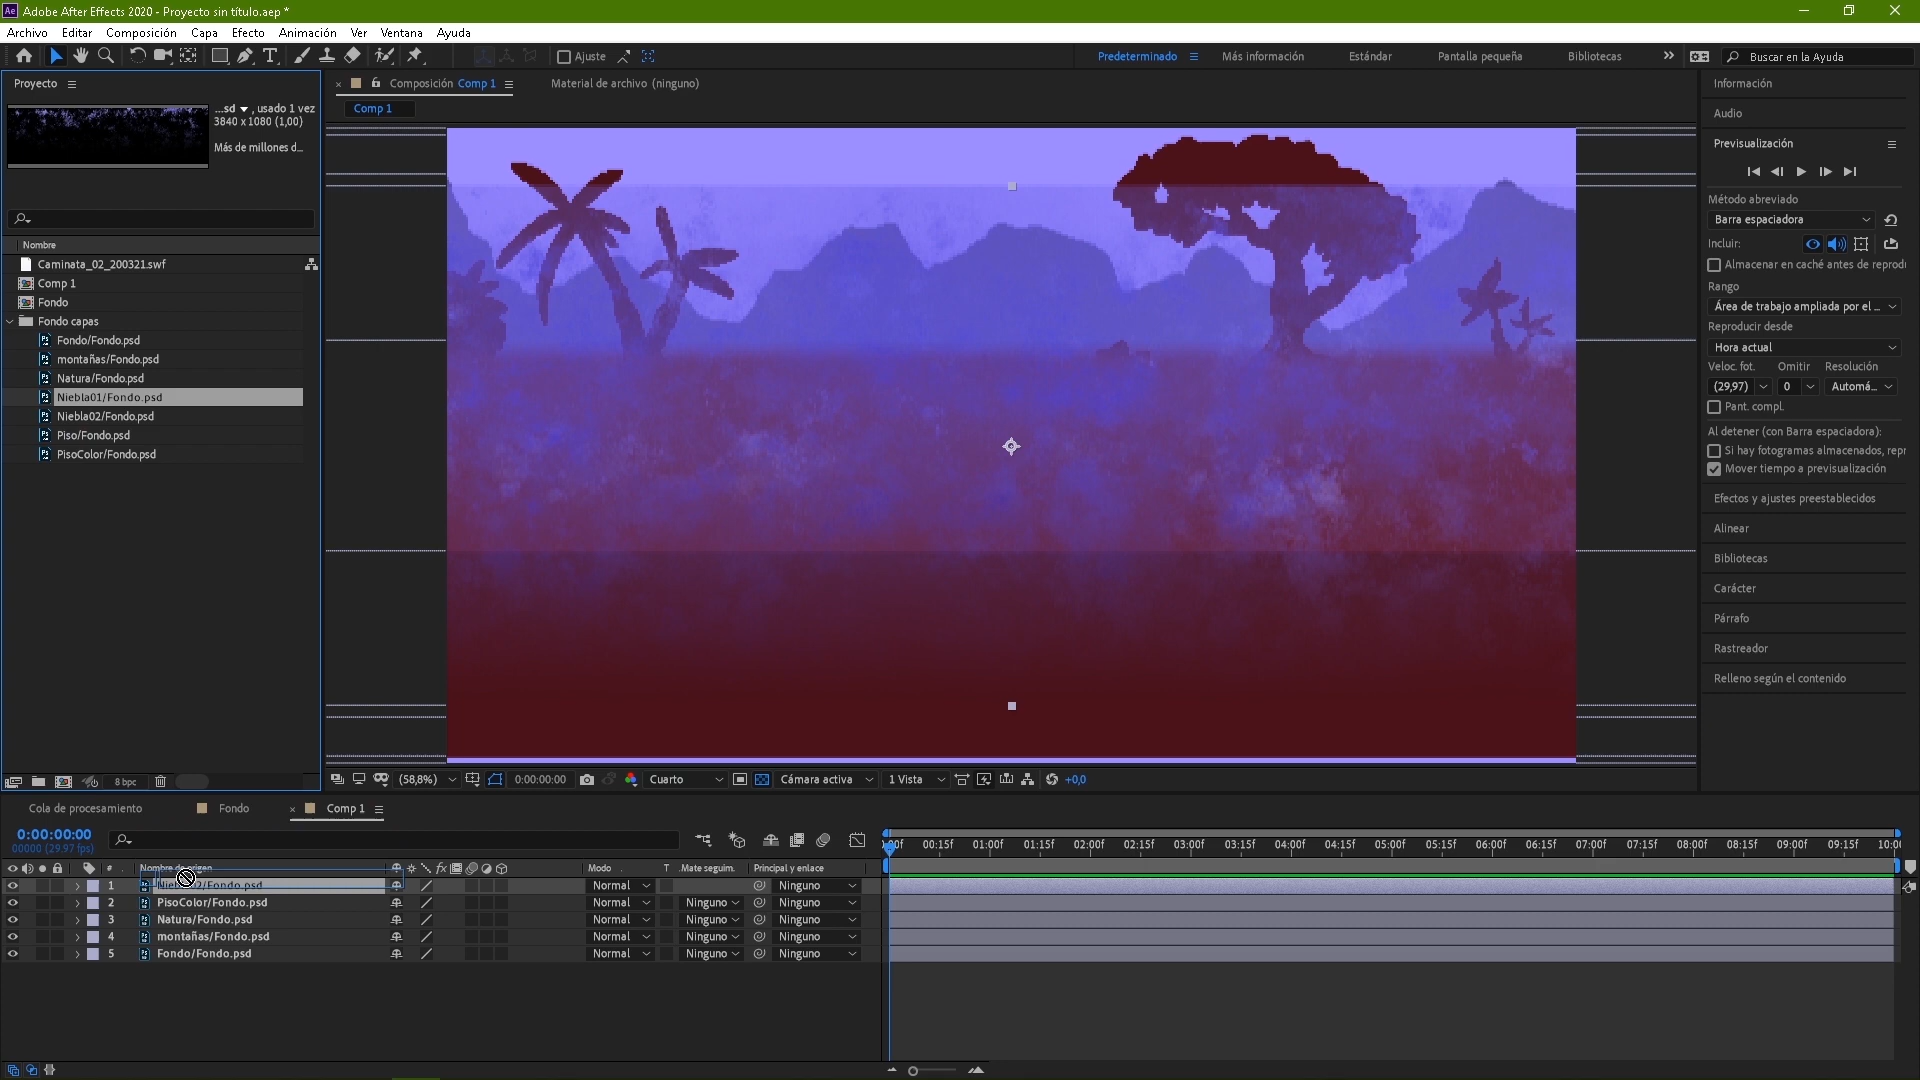 Adobe After Effects 2020 - Proyecto sin título.aep *
Archivo Editar Composición Capa Efecto Animación Ver Ventana Ayuda
Ajuste Predeterminado Más información Estándar Pantalla pequeña Bibliotecas Buscar en la Ayuda
Proyecto
...sd , usado 1 vez
3840 x 1080 (1,00)
Más de millones d...
Nombre
Caminata_02_200321.swf
Comp 1
Fondo
Fondo capas
Fondo/Fondo.psd
montañas/Fondo.psd
Natura/Fondo.psd
Niebla01/Fondo.psd
Niebla02/Fondo.psd
Piso/Fondo.psd
PisoColor/Fondo.psd
8 bpc
Composición Comp 1 Material de archivo (ninguno)
Comp 1
(58,8%) 0:00:00:00 Cuarto Cámara activa 1 Vista +0,0
Información
Audio
Previsualización
Método abreviado
Barra espaciadora
Incluir:
Almacenar en caché antes de reprodu
Rango
Área de trabajo ampliada por el ...
Reproducir desde
Hora actual
Veloc. fot. Omitir Resolución
(29,97) 0 Automá...
Pant. compl.
Al detener (con Barra espaciadora):
Si hay fotogramas almacenados, repr
Mover tiempo a previsualización
Efectos y ajustes preestablecidos
Alinear
Bibliotecas
Carácter
Párrafo
Rastreador
Relleno según el contenido
Cola de procesamiento Fondo Comp 1
0:00:00:00
00000 (29.97 fps)
00:15f 01:00f 01:15f 02:00f 02:15f 03:00f 03:15f 04:00f 04:15f 05:00f 05:15f 06:00f 06:15f 07:00f 07:15f 08:00f 08:15f 09:00f 09:15f 10:0
# Nombre de origen Modo T Mate seguim. Principal y enlace
1 Niebla02/Fondo.psd Normal Ninguno
2 PisoColor/Fondo.psd Normal Ninguno Ninguno
3 Natura/Fondo.psd Normal Ninguno Ninguno
4 montañas/Fondo.psd Normal Ninguno Ninguno
5 Fondo/Fondo.psd Normal Ninguno Ninguno